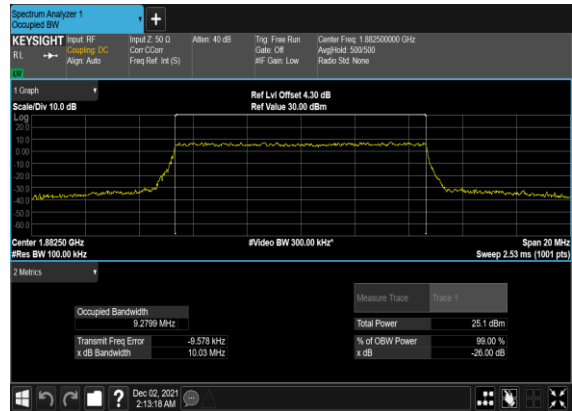 Spectrum Analyzer 1
Occupied BW
+
KEYSIGHT Input: RF Input Z: 50 Ω Atten: 40 dB Trig: Free Run Center Freq: 1.882500000 GHz
RL Coupling: DC Corr CCorr Gate: Off Avg|Hold: 500/500
Align: Auto Freq Ref: Int (S) #IF Gain: Low Radio Std: None
1 Graph
Ref Lvl Offset 4.30 dB
Scale/Div 10.0 dB Ref Value 30.00 dBm
Log
20.0
10.0
0.00
-10.0
-20.0
-30.0
-40.0
-50.0
-60.0
Center 1.88250 GHz #Video BW 300.00 kHz* Span 20 MHz
#Res BW 100.00 kHz Sweep 2.53 ms (1001 pts)
2 Metrics
Measure Trace Trace 1
Occupied Bandwidth
9.2799 MHz Total Power 25.1 dBm
Transmit Freq Error -9.578 kHz % of OBW Power 99.00 %
x dB Bandwidth 10.03 MHz x dB -26.00 dB
? Dec 02, 2021
2:13:18 AM